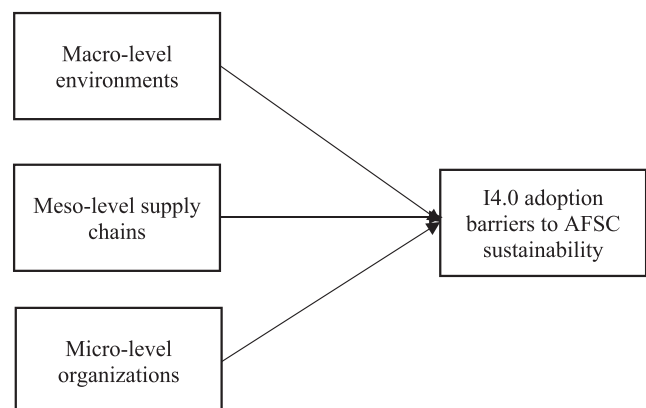 Macro-level
environments
Meso-level supply
chains
Micro-level
organizations
I4.0 adoption
barriers to AFSC
sustainability